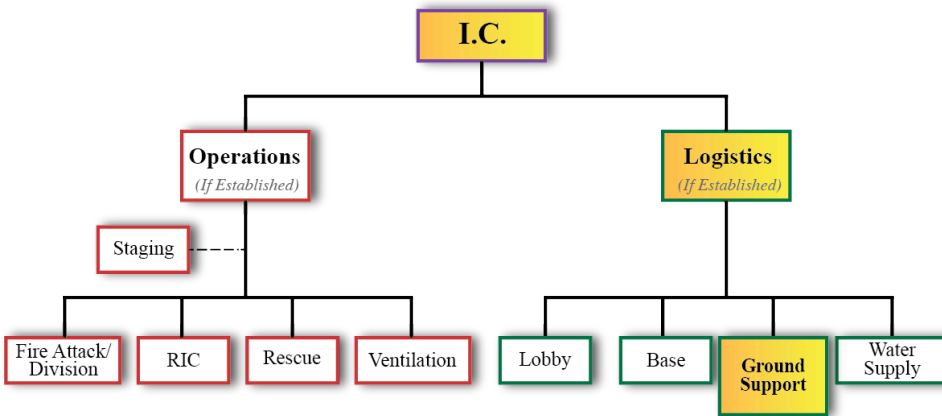 I.C.
Operations
(If Established)
Logistics
(If Established)
Staging
Fire Attack/
Division
RIC
Rescue
Ventilation
Lobby
Base
Ground
Support
Water
Supply